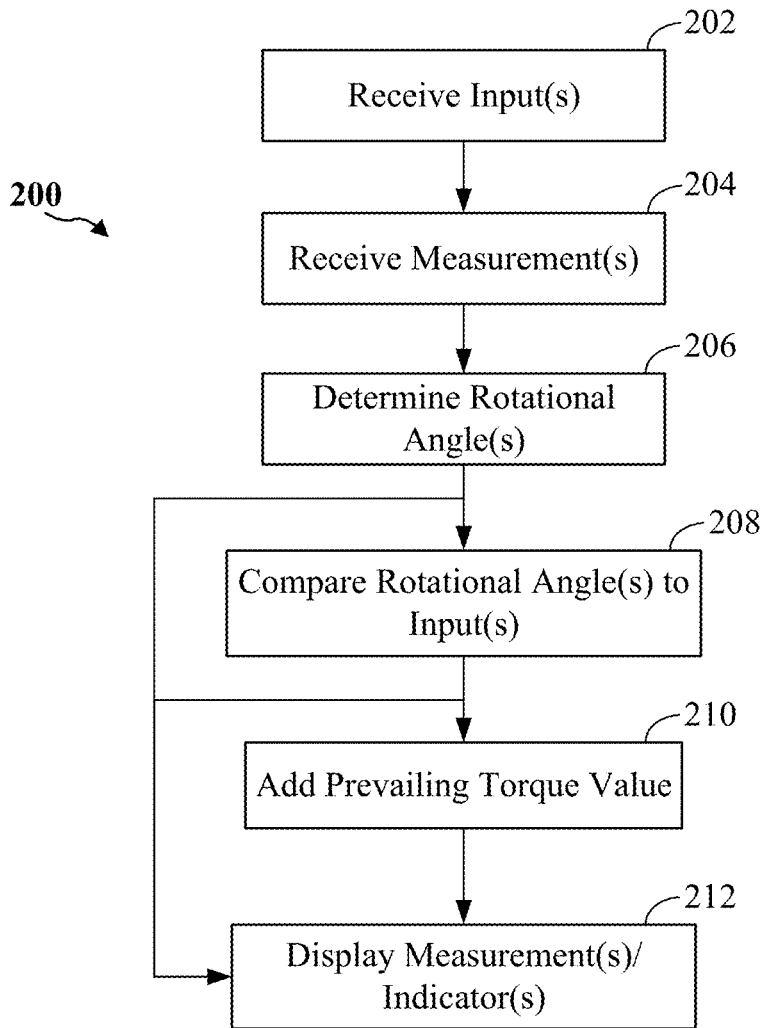 202
Receive Input(s)
200
204
Receive Measurement(s)
206
Determine Rotational
Angle(s)
208
Compare Rotational Angle(s) to
Input(s)
210
Add Prevailing Torque Value
212
Display Measurement(s)/
Indicator(s)